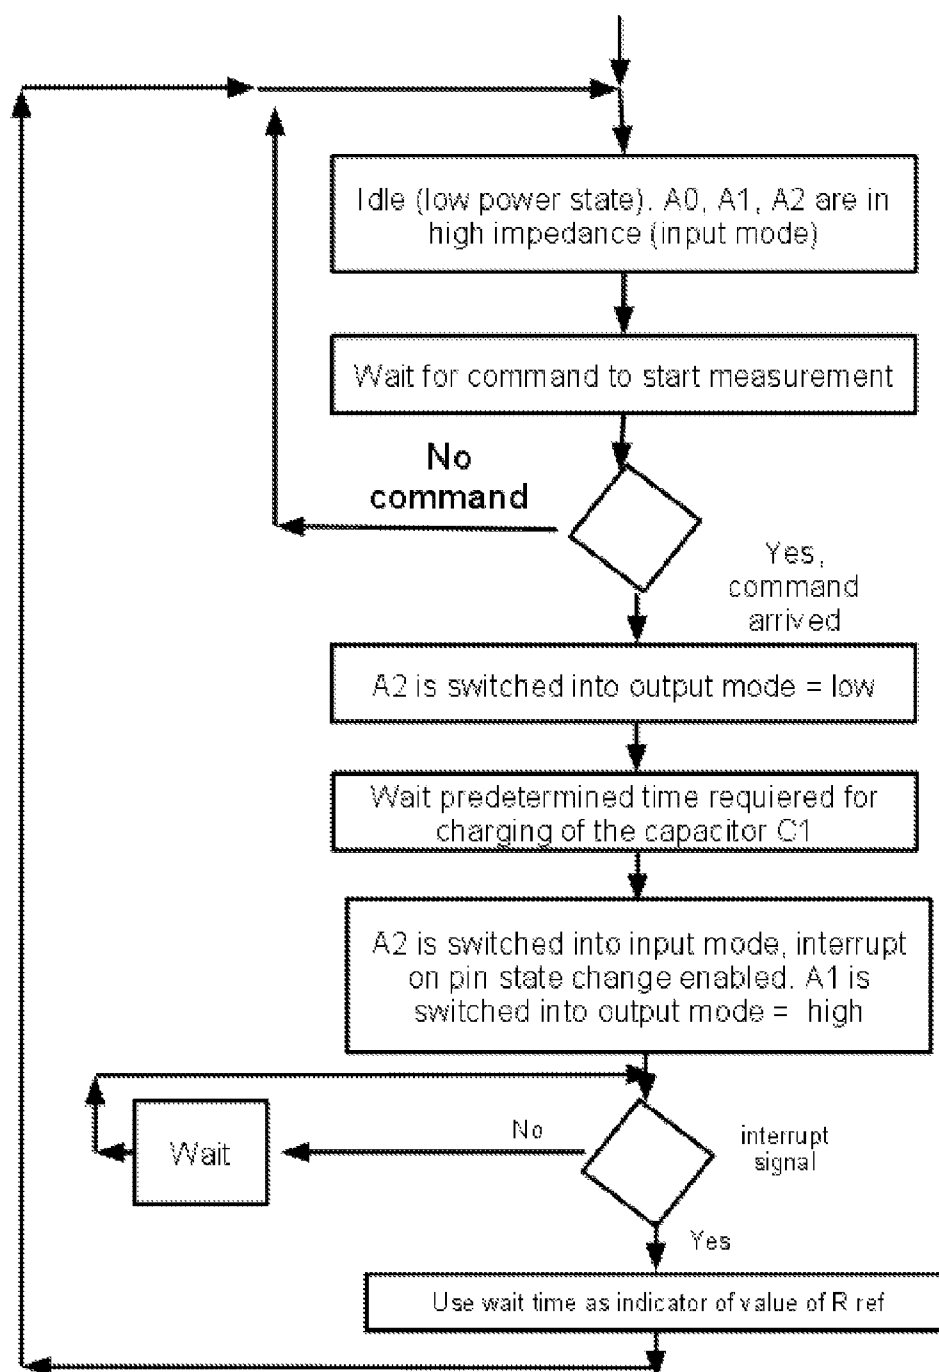 Idle (low power state). A0, A1, A2 are in
high impedance (input mode)
Wait for command to start measurement
No
command
Yes,
command
arrived
A2 is switched into output mode = low
Wait predetermined time requiered for
charging of the capacitor C1
A2 is switched into input mode, interrupt
on pin state change enabled. A1 is
switched into output mode = high
Wait
No
interrupt
signal
Yes
Use wait time as indicator of value of R ref